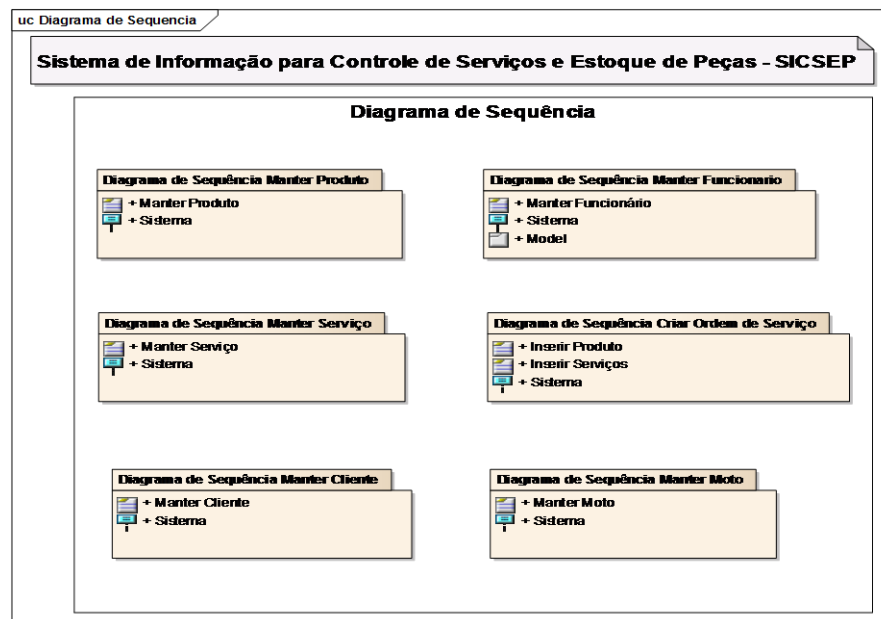 uc Diagrama de Sequencia
Sistema de Informação para Controle de Serviços e Estoque de Peças - SICSEP
Diagrama de Sequência
Diagrama de Sequência Manter Produto
+ Manter Produto
+ Sistema
Diagrama de Sequência Manter Funcionario
+ Manter Funcionário
+ Sistema
+ Model
Diagrama de Sequência Manter Serviço
+ Manter Serviço
+ Sistema
Diagrama de Sequência Criar Ordem de Serviço
+ Inserir Produto
+ Inserir Serviços
+ Sistema
Diagrama de Sequência Manter Cliente
+ Manter Cliente
+ Sistema
Diagrama de Sequência Manter Moto
+ Manter Moto
+ Sistema